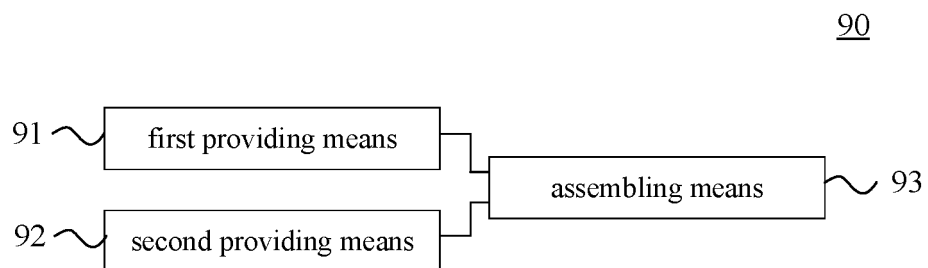 90
91
first providing means
assembling means
93
92
second providing means